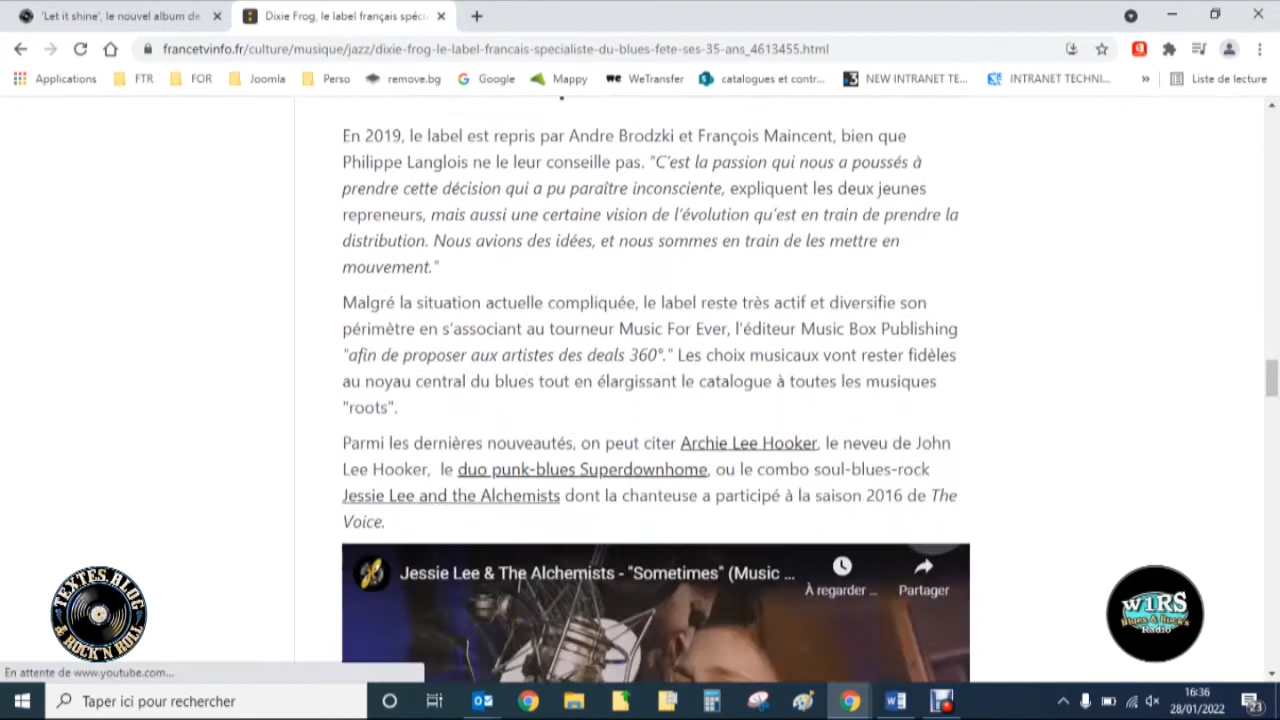 'Let it shine', le nouvel album de
Dixie Frog, le label français spéci
francetvinfo.fr/culture/musique/jazz/dixie-frog-le-label-francais-specialiste-du-blues-fete-ses-35-ans_4613455.html
Applications FTR FOR Joomla Perso remove.bg Google Mappy WeTransfer catalogues et contr... NEW INTRANET TE... INTRANET TECHNI... » Liste de lecture
En 2019, le label est repris par Andre Brodzki et François Maincent, bien que
Philippe Langlois ne le leur conseille pas. "C'est la passion qui nous a poussés à
prendre cette décision qui a pu paraître inconsciente, expliquent les deux jeunes
repreneurs, mais aussi une certaine vision de l'évolution qu'est en train de prendre la
distribution. Nous avions des idées, et nous sommes en train de les mettre en
mouvement."
Malgré la situation actuelle compliquée, le label reste très actif et diversifie son
périmètre en s'associant au tourneur Music For Ever, l'éditeur Music Box Publishing
"afin de proposer aux artistes des deals 360°." Les choix musicaux vont rester fidèles
au noyau central du blues tout en élargissant le catalogue à toutes les musiques
"roots".
Parmi les dernières nouveautés, on peut citer Archie Lee Hooker, le neveu de John
Lee Hooker, le duo punk-blues Superdownhome, ou le combo soul-blues-rock
Jessie Lee and the Alchemists dont la chanteuse a participé à la saison 2016 de The
Voice.
Jessie Lee & The Alchemists - "Sometimes" (Music ...
À regarder ...
Partager
TEXTES, BLOG
& ROCK'N ROLL
W1RS
Blues & Rock's
Radio
En attente de www.youtube.com...
Taper ici pour rechercher
16:36
28/01/2022
23